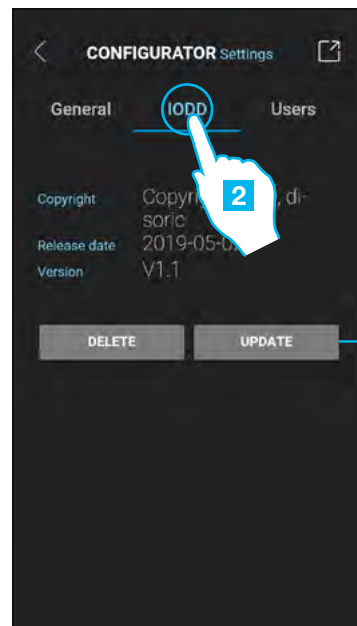 CONFIGURATOR Settings
General IODD Users
Copyright , di-
soric
Release date 2019-05-0
Version V1.1
2
DELETE UPDATE